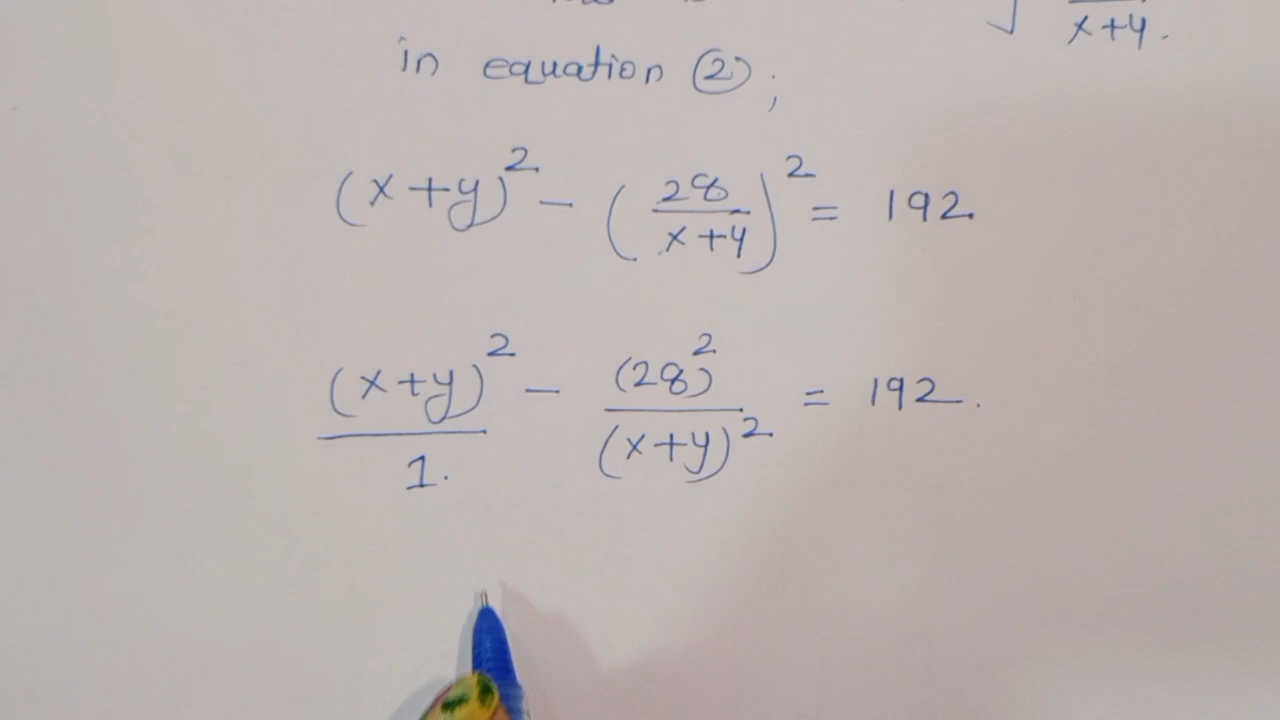 x+y.
in equation ②;
(x+y)² - (28/x+y)² = 192.
(x+y)²/1. - (28)²/(x+y)² = 192.